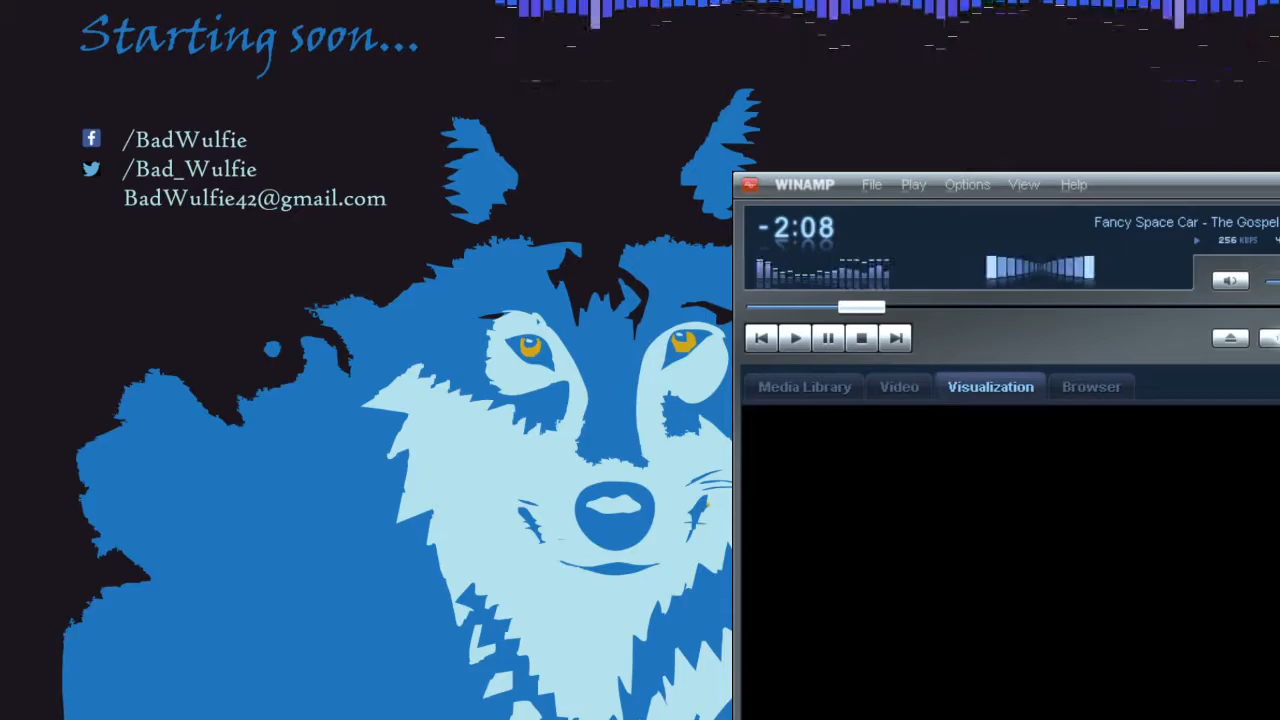 Starting soon...
/BadWulfie
/Bad_Wulfie
BadWulfie42@gmail.com
WINAMP File Play Options View Help
-2:08
Fancy Space Car - The Gospel
256 KBPS
Media Library Video Visualization Browser